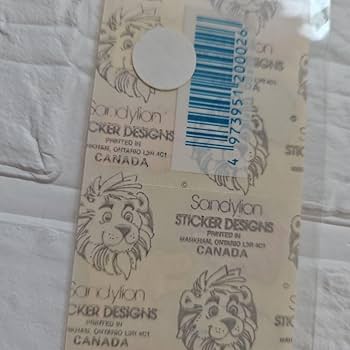 4 973951 200026
Sandylion
STICKER DESIGNS
PRINTED IN
MARKHAM, ONTARIO L3R 4C1
CANADA
Sandylion
STICKER DESIGNS
PRINTED IN
MARKHAM, ONTARIO L3R 4C1
CANADA
Sandylion
TICKER DESIGNS
PRINTED IN
MARKHAM, ONTARIO L3R 4C1
CANADA